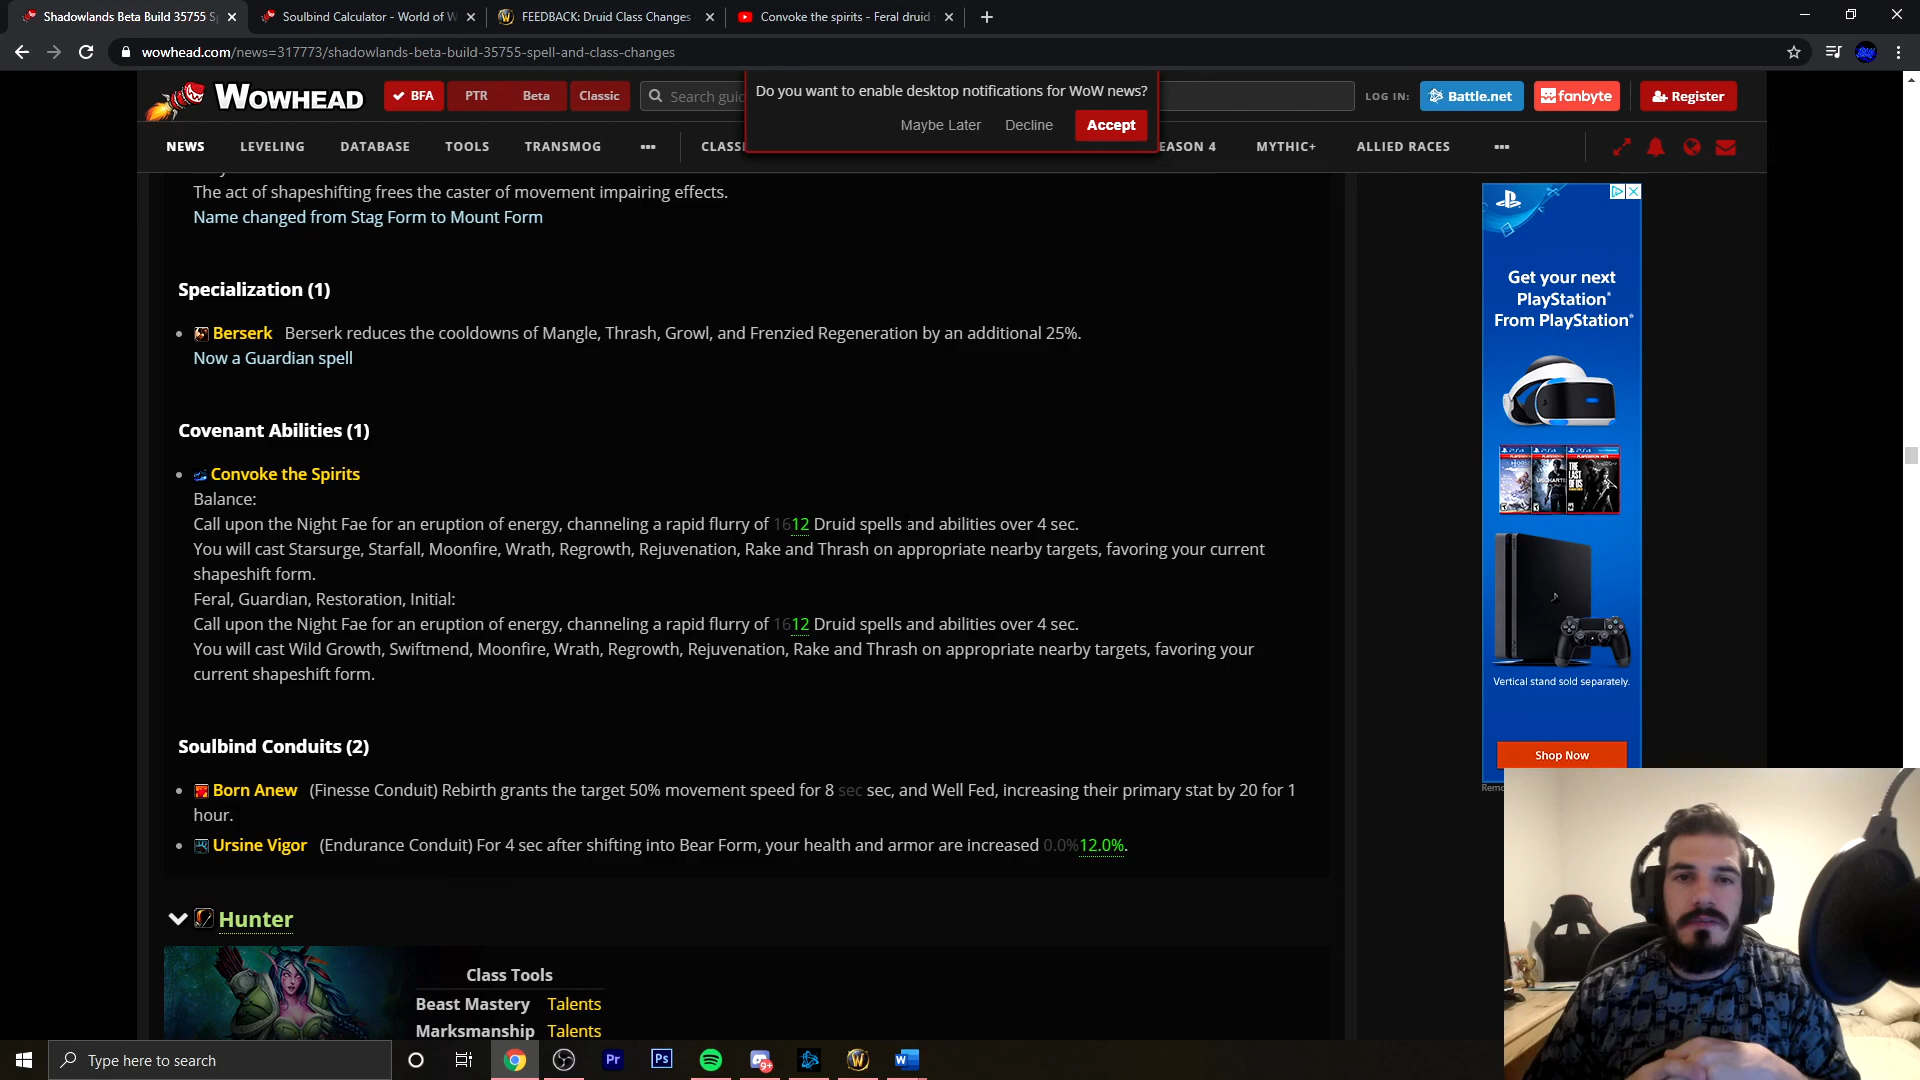 Shadowlands Beta Build 35755 S
Soulbind Calculator - World of W
FEEDBACK: Druid Class Changes
Convoke the spirits - Feral druid
wowhead.com/news=317773/shadowlands-beta-build-35755-spell-and-class-changes
WOWHEAD
BFA
PTR
Beta
Classic
Search guid
Do you want to enable desktop notifications for WoW news?
Maybe Later
Decline
Accept
LOG IN:
Battle.net
fanbyte
Register
NEWS
LEVELING
DATABASE
TOOLS
TRANSMOG
CLASSI
EASON 4
MYTHIC+
ALLIED RACES
The act of shapeshifting frees the caster of movement impairing effects.
Name changed from Stag Form to Mount Form
Specialization (1)
Berserk Berserk reduces the cooldowns of Mangle, Thrash, Growl, and Frenzied Regeneration by an additional 25%.
Now a Guardian spell
Covenant Abilities (1)
Convoke the Spirits
Balance:
Call upon the Night Fae for an eruption of energy, channeling a rapid flurry of 1612 Druid spells and abilities over 4 sec.
You will cast Starsurge, Starfall, Moonfire, Wrath, Regrowth, Rejuvenation, Rake and Thrash on appropriate nearby targets, favoring your current
shapeshift form.
Feral, Guardian, Restoration, Initial:
Call upon the Night Fae for an eruption of energy, channeling a rapid flurry of 1612 Druid spells and abilities over 4 sec.
You will cast Wild Growth, Swiftmend, Moonfire, Wrath, Regrowth, Rejuvenation, Rake and Thrash on appropriate nearby targets, favoring your
current shapeshift form.
Soulbind Conduits (2)
Born Anew (Finesse Conduit) Rebirth grants the target 50% movement speed for 8 sec sec, and Well Fed, increasing their primary stat by 20 for 1
hour.
Ursine Vigor (Endurance Conduit) For 4 sec after shifting into Bear Form, your health and armor are increased 0.0%12.0%.
Hunter
Class Tools
Beast Mastery Talents
Marksmanship Talents
Get your next
PlayStation®
From PlayStation®
Vertical stand sold separately.
Shop Now
Remo
Type here to search
Pr
Ps
9+